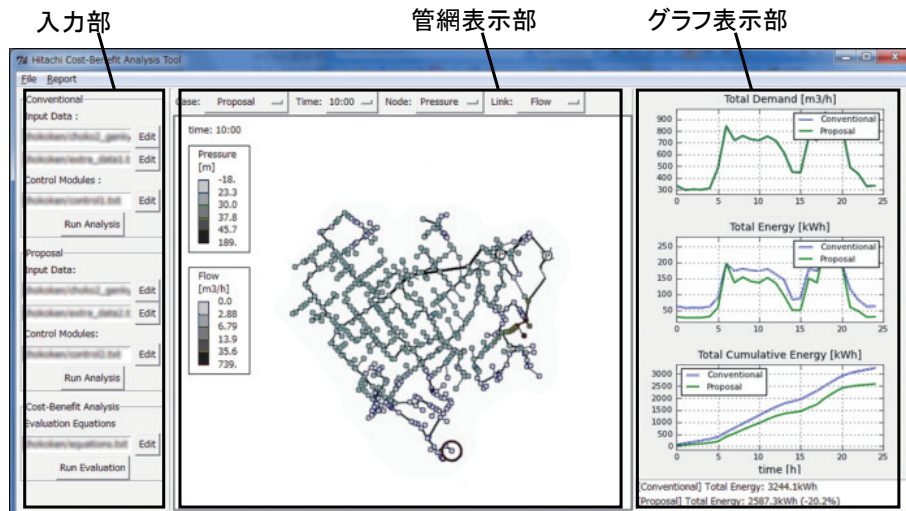 入力部
管網表示部
グラフ表示部
Hitachi Cost-Benefit Analysis Tool
File Report
Conventional
Input Data :
Edit
Edit
Control Modules :
Edit
Run Analysis
Proposal
Input Data:
Edit
Edit
Control Modules:
Edit
Run Analysis
Cost-Benefit Analysis
Evaluation Equations
Edit
Run Evaluation
Case: Proposal Time: 10:00 Node: Pressure Link: Flow
time: 10:00
Pressure
[m]
-18.
23.3
30.0
37.8
45.7
189.
Flow
[m3/h]
0.0
2.88
6.79
13.9
35.6
739.
Total Demand [m3/h]
900
800
700
600
500
400
300
Conventional
Proposal
0 5 10 15 20 25
Total Energy [kWh]
250
200
150
100
50
Conventional
Proposal
0 5 10 15 20 25
Total Cumulative Energy [kWh]
3000
2500
2000
1500
1000
500
0
Conventional
Proposal
0 5 10 15 20 25
time [h]
[Conventional] Total Energy: 3244.1kWh
[Proposal] Total Energy: 2587.3kWh (-20.2%)